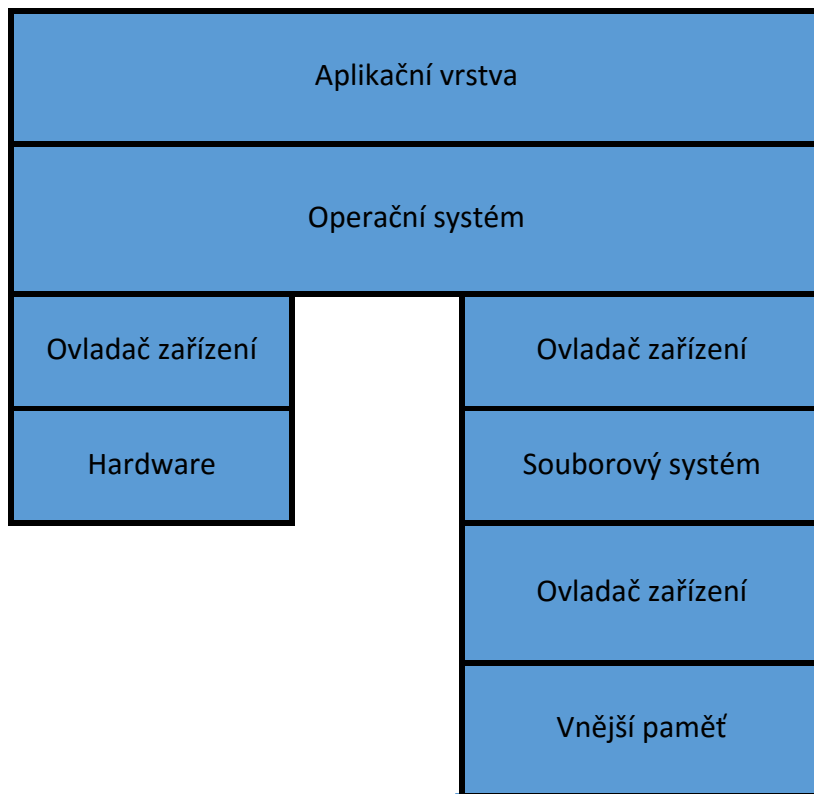 Aplikační vrstva
Operační systém
Ovladač zařízení
Ovladač zařízení
Hardware
Souborový systém
Ovladač zařízení
Vnější paměť